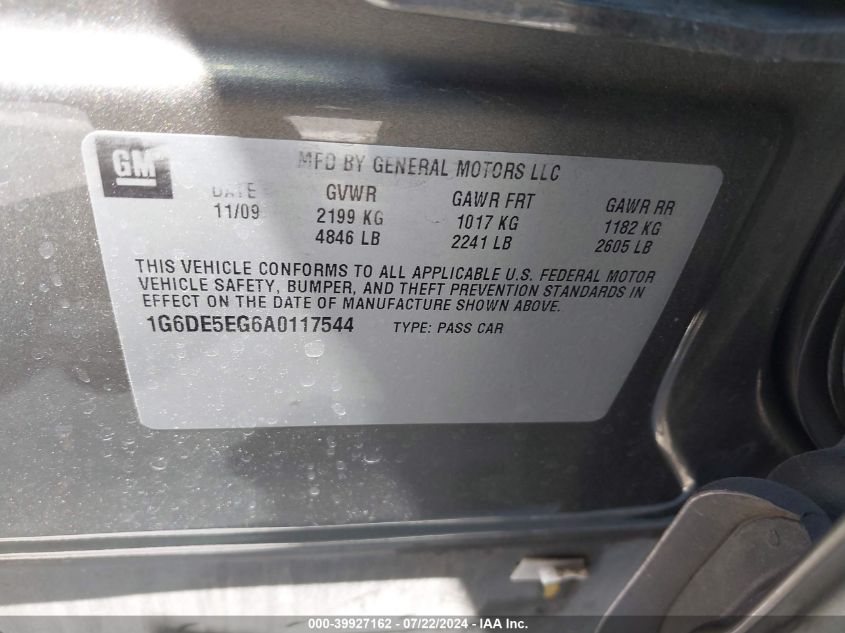 GM
MFD BY GENERAL MOTORS LLC
DATE GVWR GAWR FRT GAWR RR
11/09 2199 KG 1017 KG 1182 KG
4846 LB 2241 LB 2605 LB
THIS VEHICLE CONFORMS TO ALL APPLICABLE U.S. FEDERAL MOTOR
VEHICLE SAFETY, BUMPER, AND THEFT PREVENTION STANDARDS IN
EFFECT ON THE DATE OF MANUFACTURE SHOWN ABOVE.
1G6DE5EG6A0117544 TYPE: PASS CAR
000-39927162 - 07/22/2024 - IAA Inc.